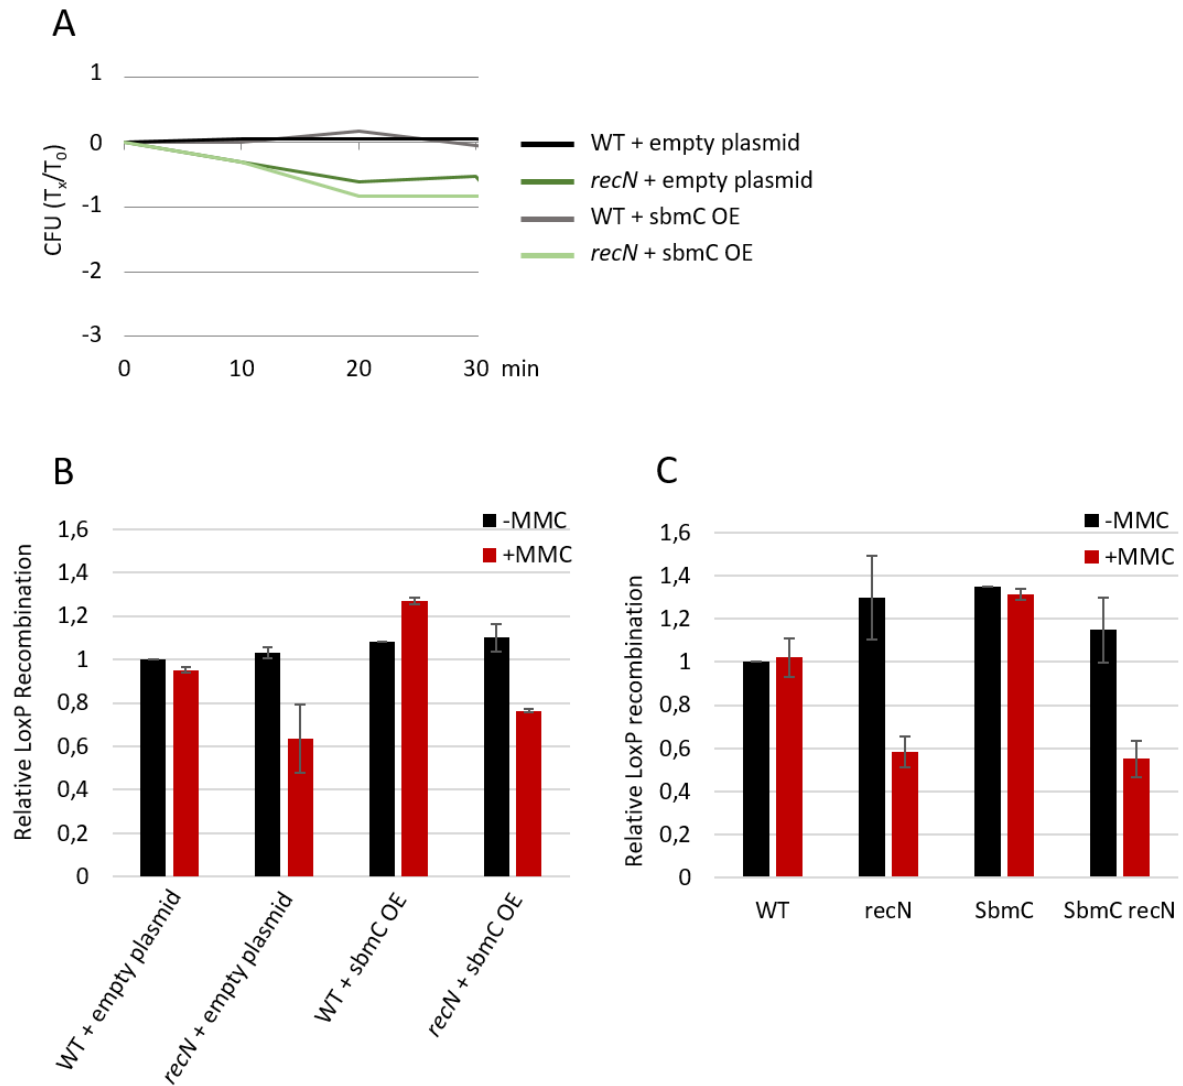 A
1
0
-1
-2
-3
CFU (Tx/T0)
0 10 20 30 min
WT + empty plasmid
recN + empty plasmid
WT + sbmC OE
recN + sbmC OE
B
-MMC
+MMC
Relative LoxP Recombination
1,6
1,4
1,2
1
0,8
0,6
0,4
0,2
0
WT + empty plasmid
recN + empty plasmid
WT + sbmC OE
recN + sbmC OE
C
-MMC
+MMC
Relative LoxP recombination
1,6
1,4
1,2
1
0,8
0,6
0,4
0,2
0
WT recN SbmC SbmC recN